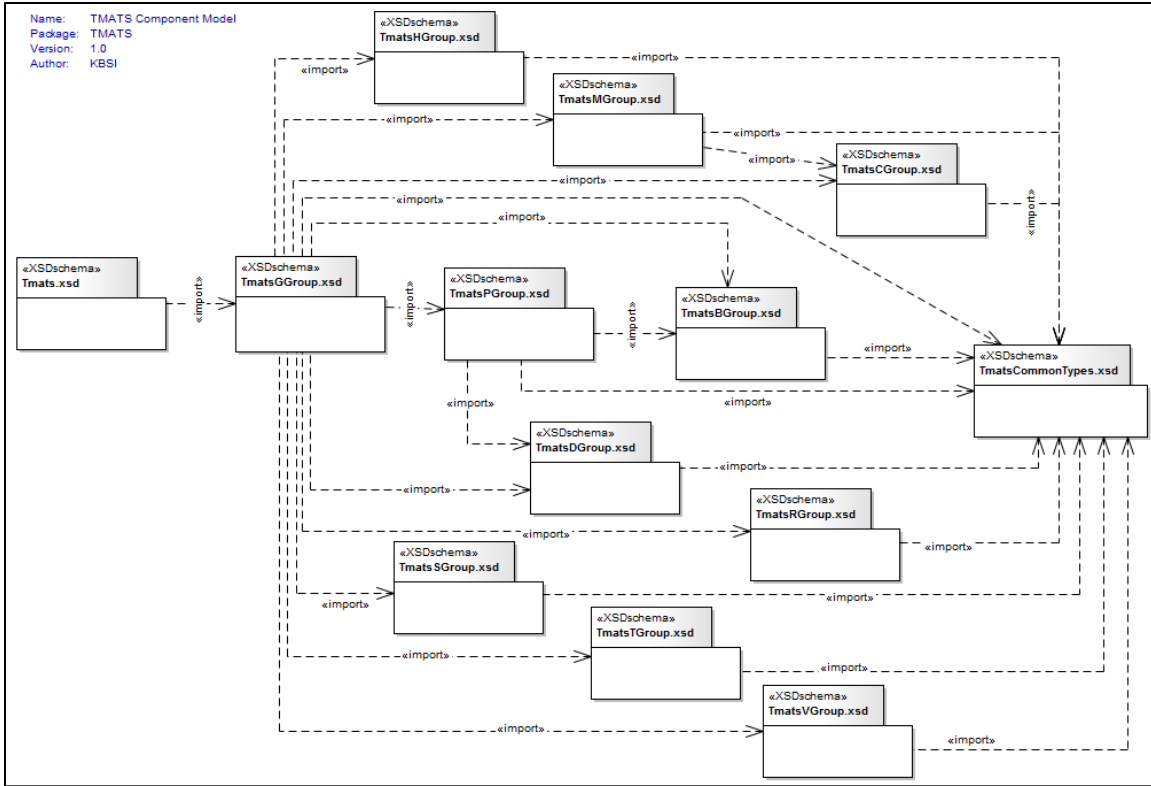 Name: TMATS Component Model
Package: TMATS
Version: 1.0
Author: KBSI
«XSDschema»
TmatsHGroup.xsd
«import»
«import»
«XSDschema»
TmatsMGroup.xsd
«import»
«import»
«import»
«XSDschema»
TmatsCGroup.xsd
«import»
«import»
«import»
«import»
«XSDschema»
Tmats.xsd
«import»
«XSDschema»
TmatsGGroup.xsd
«import»
«XSDschema»
TmatsPGroup.xsd
«import»
«XSDschema»
TmatsBGroup.xsd
«import»
«XSDschema»
TmatsCommonTypes.xsd
«import»
«import»
«XSDschema»
TmatsDGroup.xsd
«import»
«import»
«XSDschema»
TmatsRGroup.xsd
«import»
«import»
«XSDschema»
TmatsSGroup.xsd
«import»
«import»
«XSDschema»
TmatsTGroup.xsd
«import»
«import»
«XSDschema»
TmatsVGroup.xsd
«import»
«import»